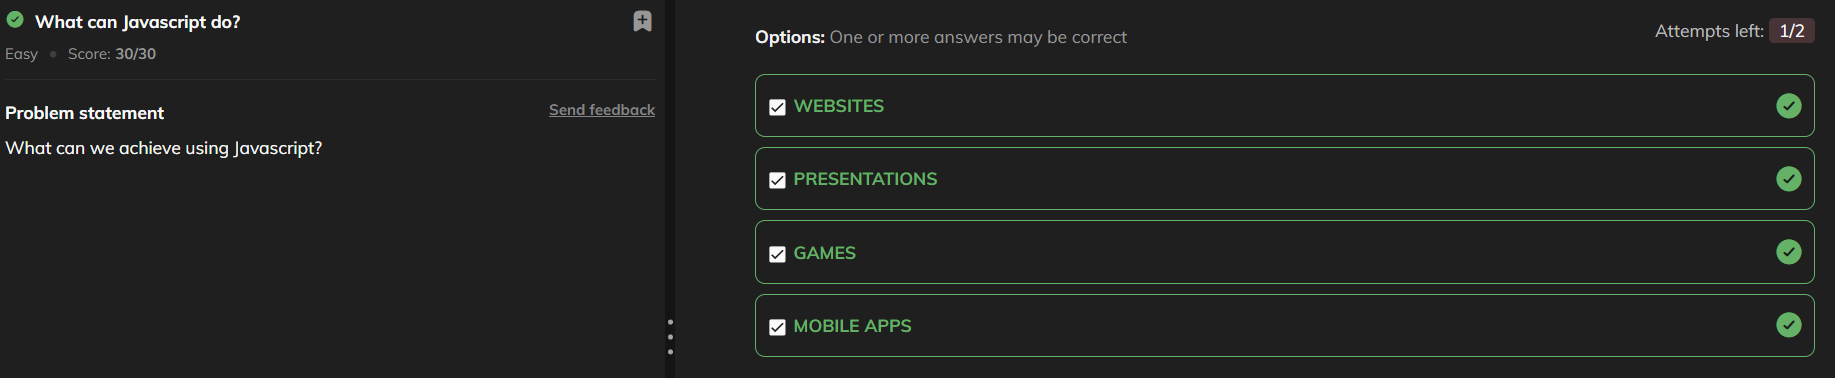 What can Javascript do?
Easy • Score: 30/30
Problem statement
Send feedback
What can we achieve using Javascript?
Options: One or more answers may be correct
Attempts left: 1/2
WEBSITES
PRESENTATIONS
GAMES
MOBILE APPS